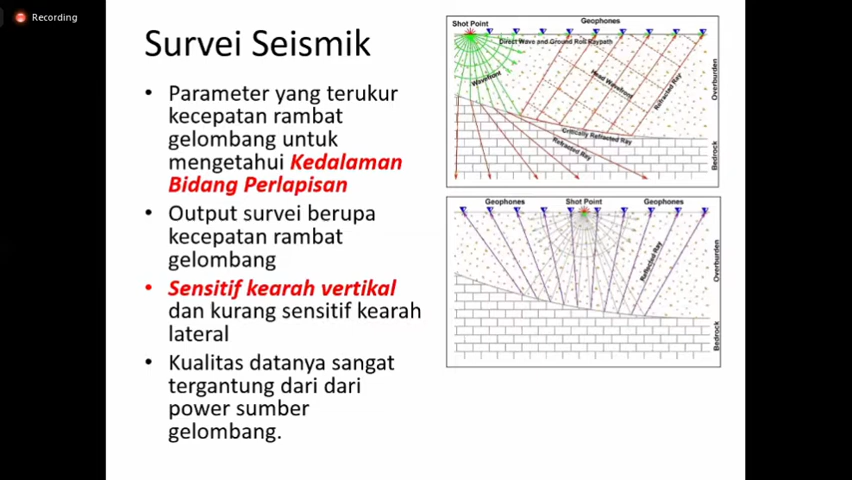 Recording
Survei Seismik
• Parameter yang terukur
kecepatan rambat
gelombang untuk
mengetahui Kedalaman
Bidang Perlapisan
• Output survei berupa
kecepatan rambat
gelombang
• Sensitif kearah vertikal
dan kurang sensitif kearah
lateral
• Kualitas datanya sangat
tergantung dari dari
power sumber
gelombang.
Shot Point
Geophones
Direct Wave and Ground Roll Raypath
Wavefront
Head Wavefront
Refracted Ray
Critically Refracted Ray
Refracted Ray
Overburden
Bedrock
Geophones
Shot Point
Geophones
Reflected Ray
Overburden
Bedrock